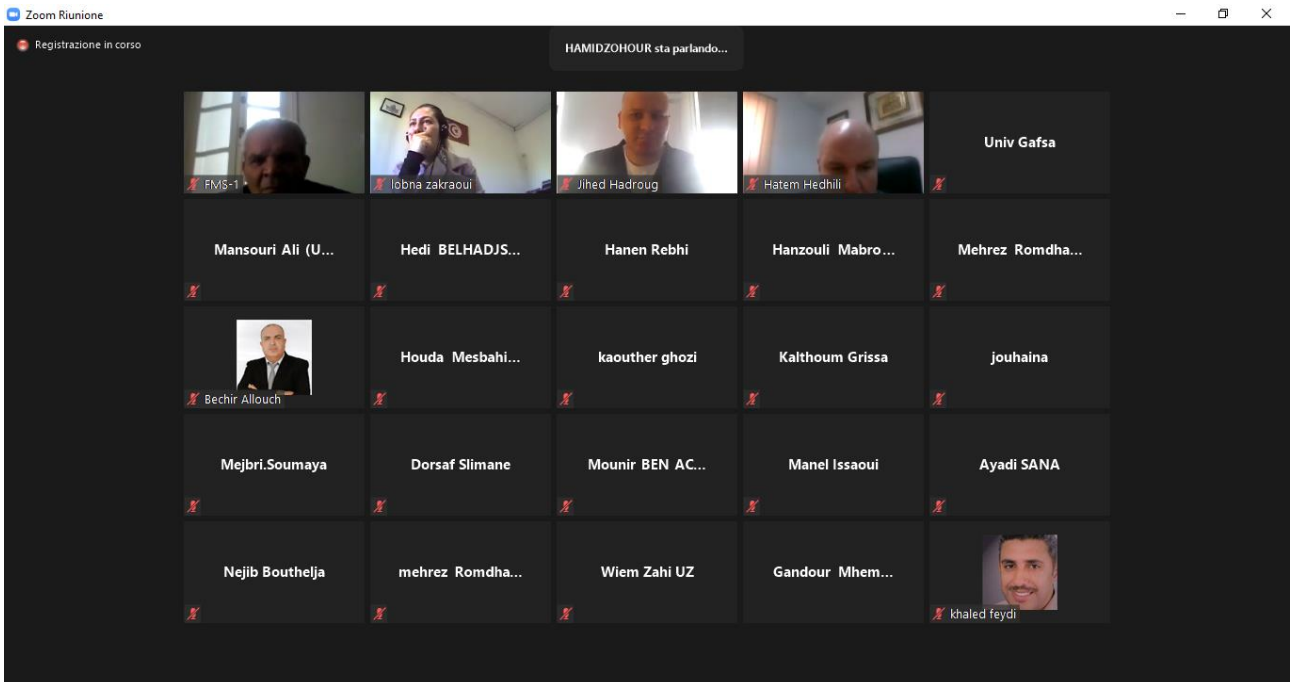 Zoom Riunione
Registrazione in corso
HAMIDZOHOUR sta parlando...
FMS-1
lobna zakraoui
Jihed Hadroug
Hatem Hedhili
Univ Gafsa
Mansouri Ali (U...
Hedi BELHADJS...
Hanen Rebhi
Hanzouli Mabro...
Mehrez Romdha...
Bechir Allouch
Houda Mesbahi...
kaouther ghozi
Kalthoum Grissa
jouhaina
Mejbri.Soumaya
Dorsaf Slimane
Mounir BEN AC...
Manel Issaoui
Ayadi SANA
Nejib Bouthelja
mehrez Romdha...
Wiem Zahi UZ
Gandour Mhem...
khaled feydi